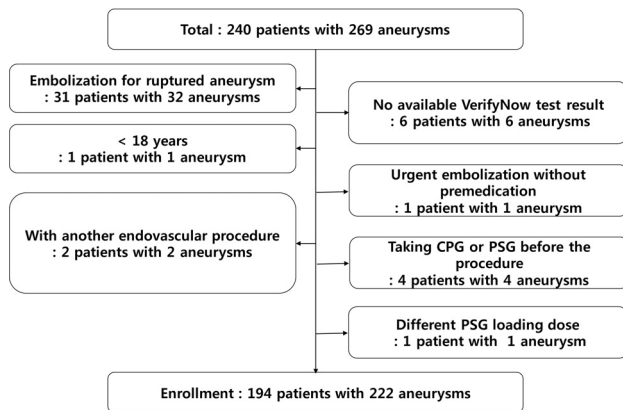 Total : 240 patients with 269 aneurysms
Embolization for ruptured aneurysm
: 31 patients with 32 aneurysms
No available VerifyNow test result
: 6 patients with 6 aneurysms
< 18 years
: 1 patient with 1 aneurysm
Urgent embolization without
premedication
: 1 patient with 1 aneurysm
With another endovascular procedure
: 2 patients with 2 aneurysms
Taking CPG or PSG before the
procedure
: 4 patients with 4 aneurysms
Different PSG loading dose
: 1 patient with 1 aneurysm
Enrollment : 194 patients with 222 aneurysms